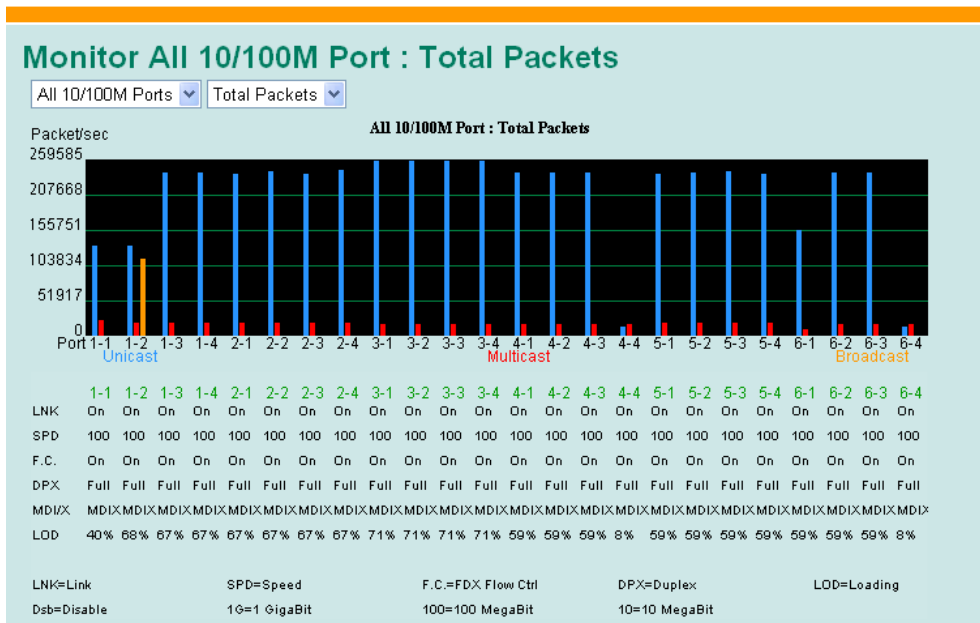 Monitor All 10/100M Port : Total Packets
All 10/100M Ports Total Packets
Packet/sec All 10/100M Port : Total Packets
259585
207668
155751
103834
51917
0
Port 1-1 1-2 1-3 1-4 2-1 2-2 2-3 2-4 3-1 3-2 3-3 3-4 4-1 4-2 4-3 4-4 5-1 5-2 5-3 5-4 6-1 6-2 6-3 6-4
Unicast Multicast Broadcast
1-1 1-2 1-3 1-4 2-1 2-2 2-3 2-4 3-1 3-2 3-3 3-4 4-1 4-2 4-3 4-4 5-1 5-2 5-3 5-4 6-1 6-2 6-3 6-4
LNK On On On On On On On On On On On On On On On On On On On On On On On On
SPD 100 100 100 100 100 100 100 100 100 100 100 100 100 100 100 100 100 100 100 100 100 100 100 100
F.C. On On On On On On On On On On On On On On On On On On On On On On On On
DPX Full Full Full Full Full Full Full Full Full Full Full Full Full Full Full Full Full Full Full Full Full Full Full Full
MDI/X MDIX MDIX MDIX MDIX MDIX MDIX MDIX MDIX MDIX MDIX MDIX MDIX MDIX MDIX MDIX MDIX MDIX MDIX MDIX MDIX MDIX MDIX MDIX MDIX
LOD 40% 68% 67% 67% 67% 67% 67% 67% 71% 71% 71% 71% 59% 59% 59% 8% 59% 59% 59% 59% 59% 59% 59% 8%
LNK=Link SPD=Speed F.C.=FDX Flow Ctrl DPX=Duplex LOD=Loading
Dsb=Disable 1G=1 GigaBit 100=100 MegaBit 10=10 MegaBit